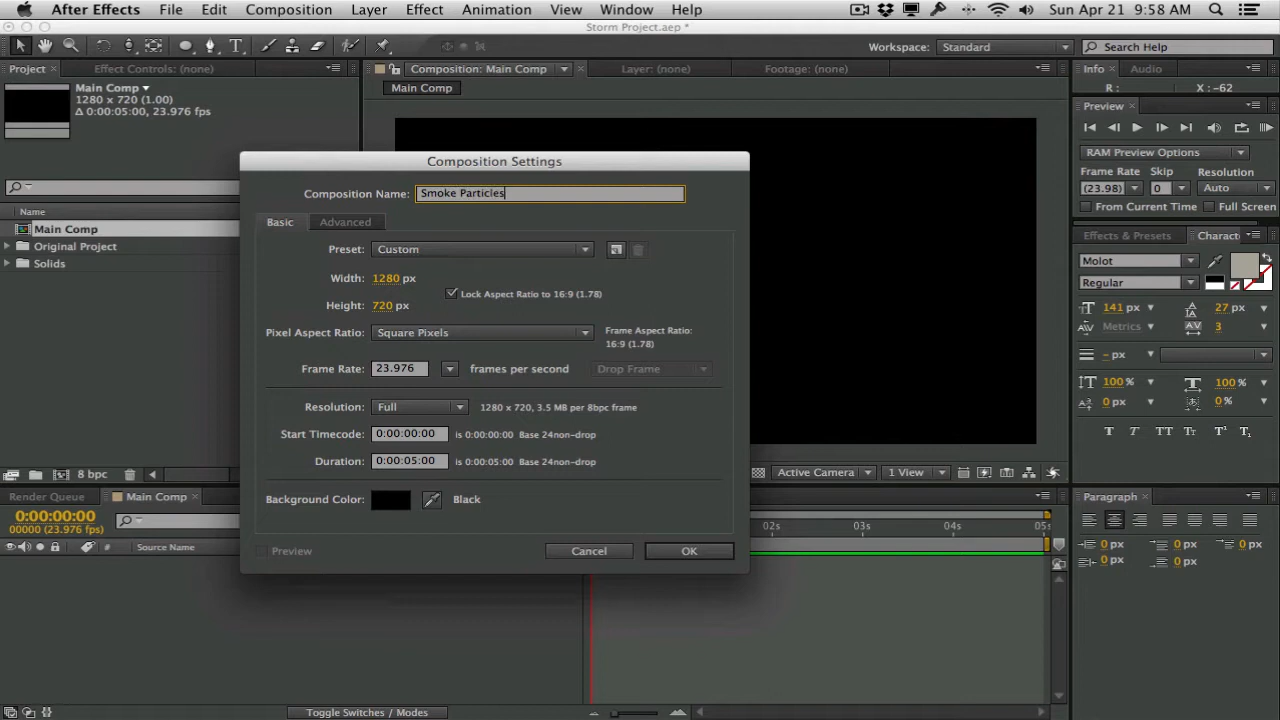 After Effects File Edit Composition Layer Effect Animation View Window Help Sun Apr 21 9:58 AM
Storm Project.aep *
Workspace: Standard Search Help
Project Effect Controls: (none) Composition: Main Comp Layer: (none) Footage: (none) Info Audio
Main Comp
1280 x 720 (1.00)
Δ 0:00:05:00, 23.976 fps
Main Comp
R : X : -62
Preview
RAM Preview Options
Frame Rate Skip Resolution
(23.98) 0 Auto
From Current Time Full Screen
Effects & Presets Charact
Molot
Regular
141 px 27 px
Metrics 3
- px
100 % 100 %
0 px 0 %
T T TT Tt T¹ T₁
Name
Main Comp
Original Project
Solids
Composition Settings
Composition Name: Smoke Particles
Basic Advanced
Preset: Custom
Width: 1280 px
Lock Aspect Ratio to 16:9 (1.78)
Height: 720 px
Pixel Aspect Ratio: Square Pixels Frame Aspect Ratio:
16:9 (1.78)
Frame Rate: 23.976 frames per second Drop Frame
Resolution: Full 1280 x 720, 3.5 MB per 8bpc frame
Start Timecode: 0:00:00:00 is 0:00:00:00 Base 24non-drop
Duration: 0:00:05:00 is 0:00:05:00 Base 24non-drop
Background Color: Black
Preview Cancel OK
8 bpc Active Camera 1 View
Render Queue Main Comp
0:00:00:00
00000 (23.976 fps)
02s 03s 04s 05s
Source Name
Paragraph
0 px 0 px 0 px
0 px 0 px
Toggle Switches / Modes